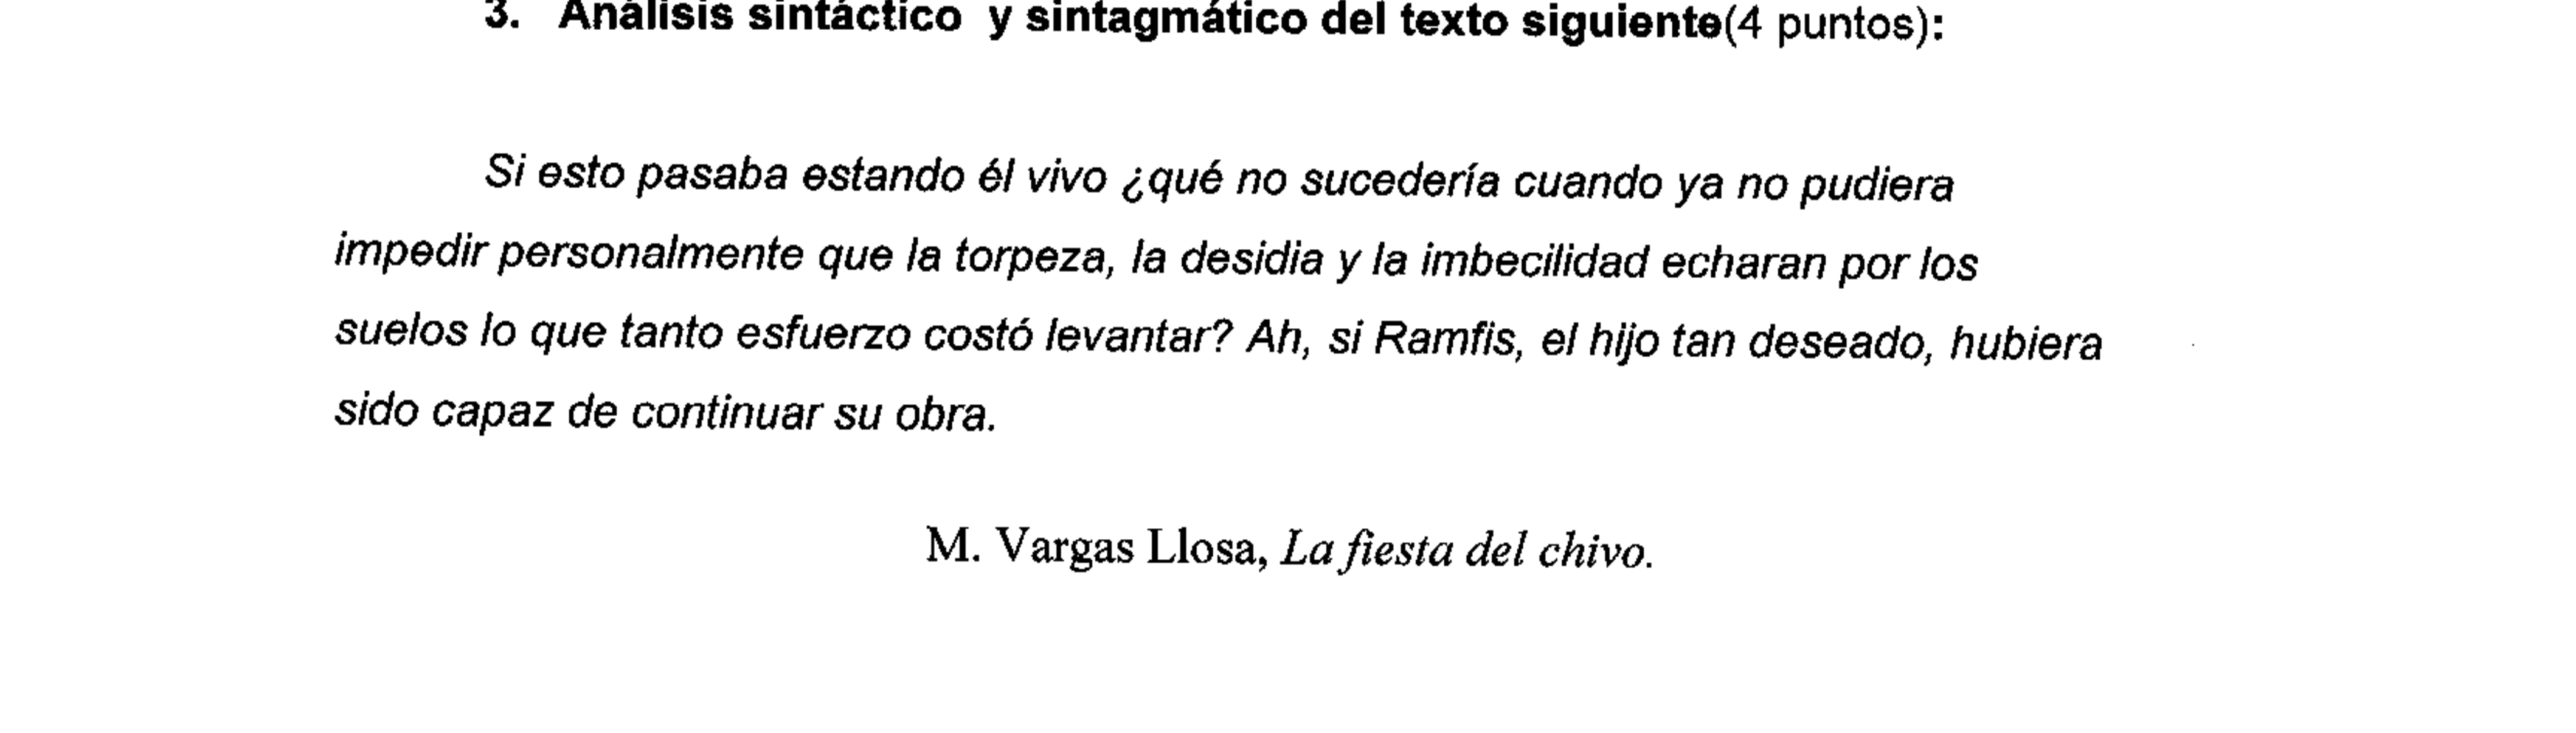 3. Análisis sintáctico y sintagmático del texto siguiente(4 puntos):
Si esto pasaba estando él vivo ¿qué no sucedería cuando ya no pudiera
impedir personalmente que la torpeza, la desidia y la imbecilidad echaran por los
suelos lo que tanto esfuerzo costó levantar? Ah, si Ramfis, el hijo tan deseado, hubiera
sido capaz de continuar su obra.
M. Vargas Llosa, La fiesta del chivo.